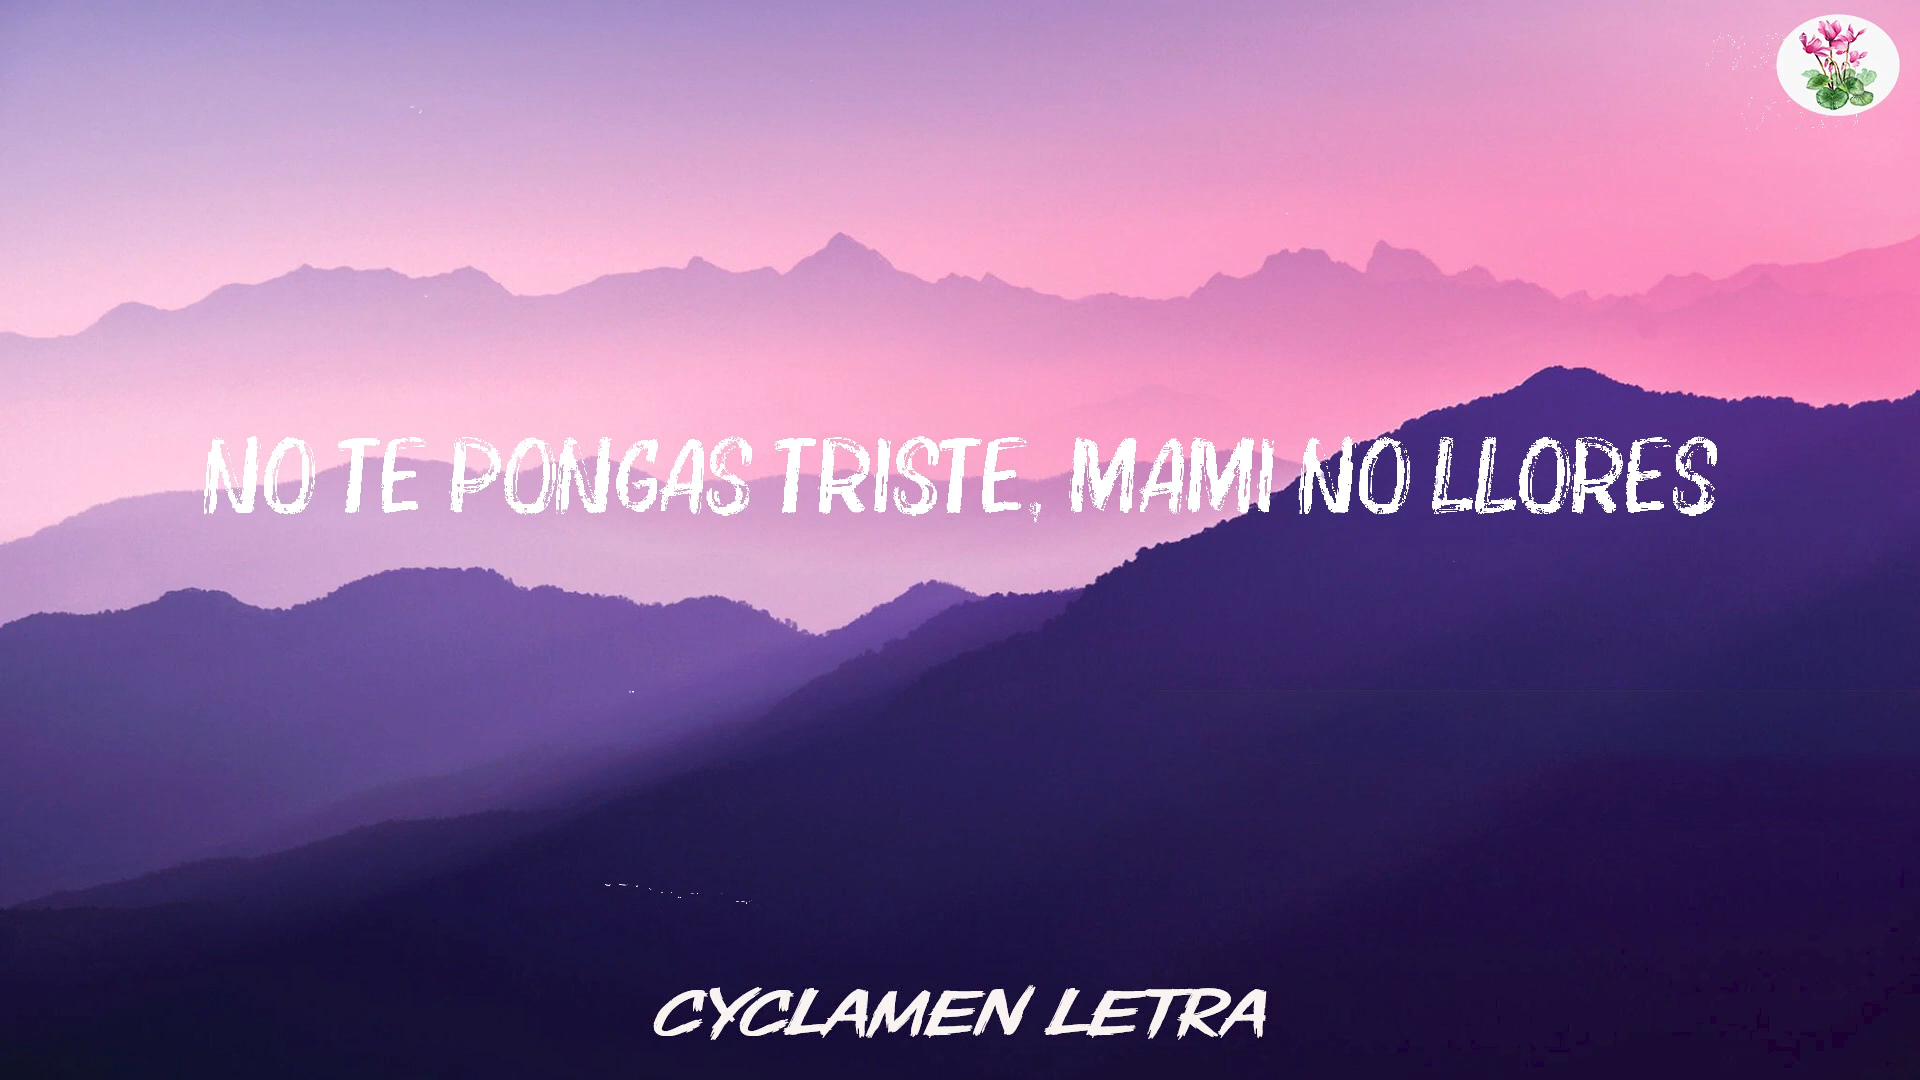 NO TE PONGAS TRISTE, MAMI NO LLORES
CYCLAMEN LETRA